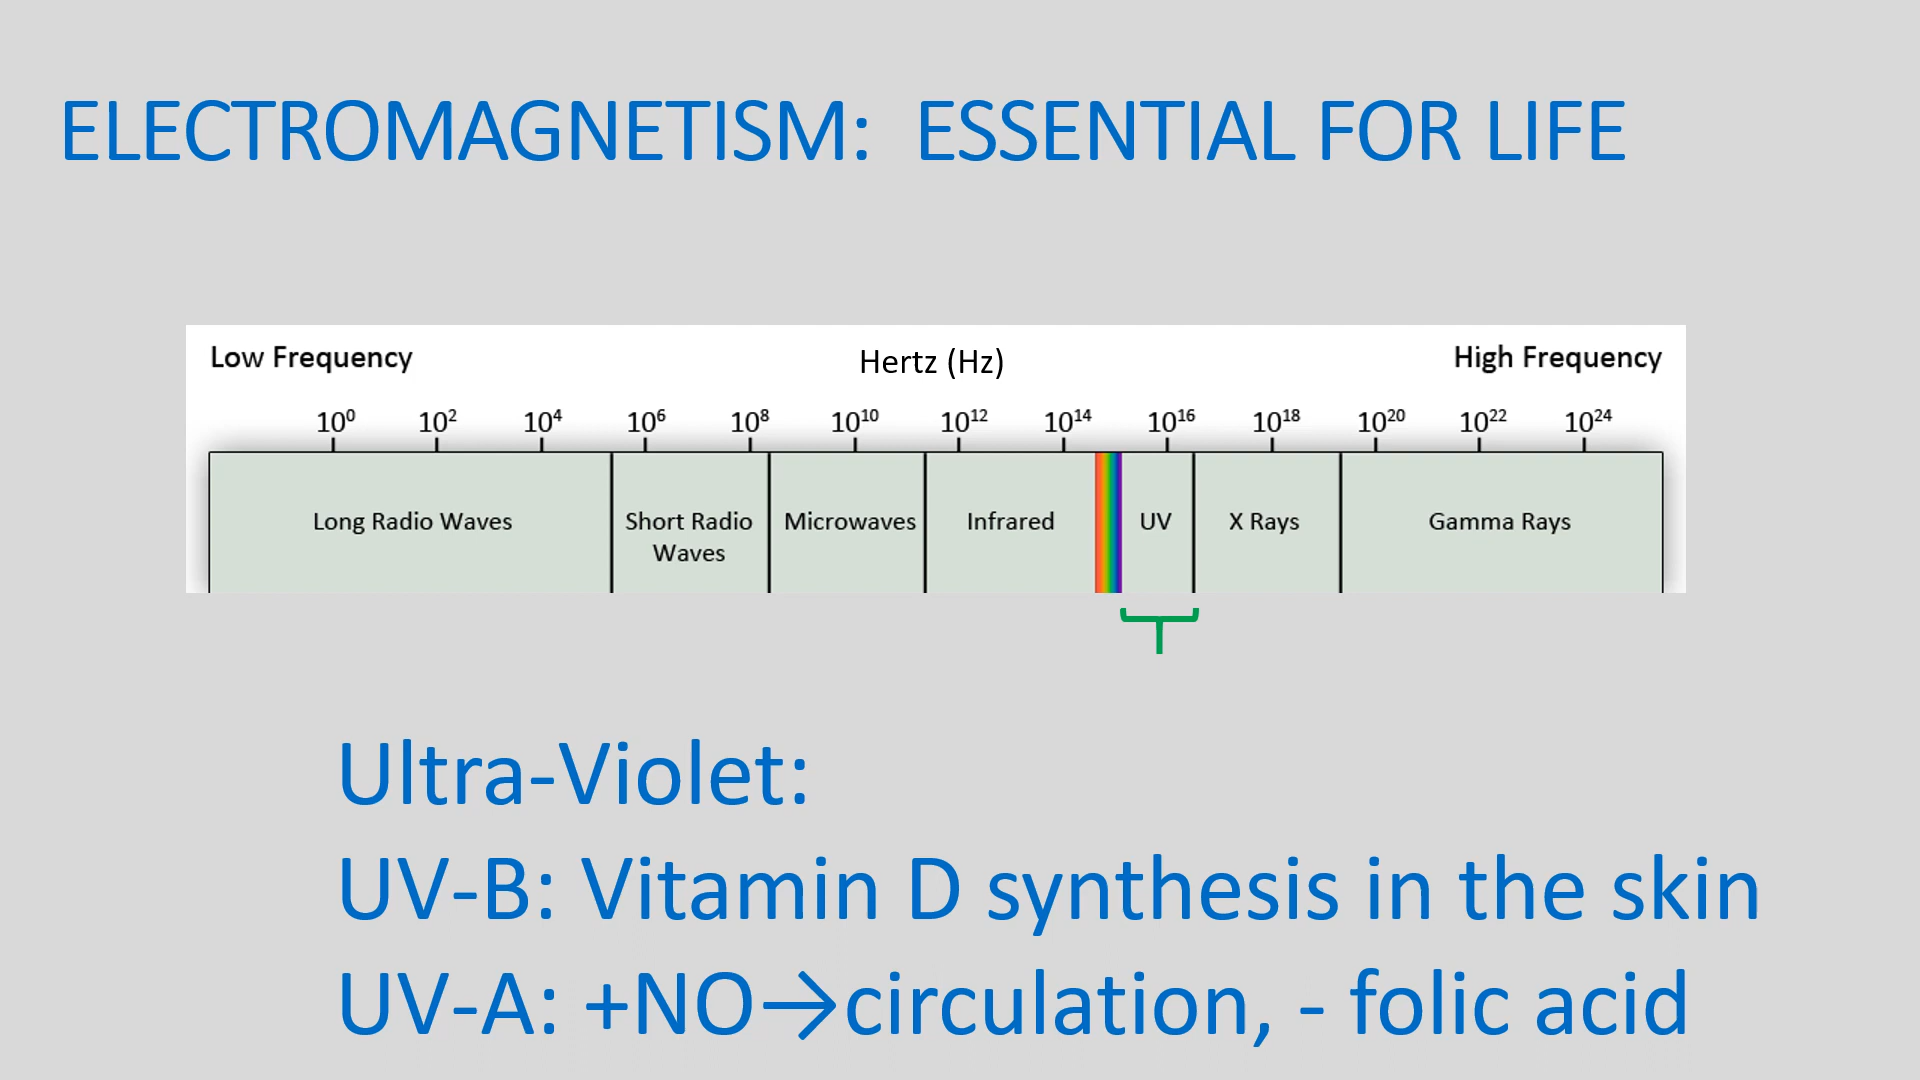 ELECTROMAGNETISM:  ESSENTIAL FOR LIFE
Low Frequency Hertz (Hz) High Frequency
10⁰ 10² 10⁴ 10⁶ 10⁸ 10¹⁰ 10¹² 10¹⁴ 10¹⁶ 10¹⁸ 10²⁰ 10²² 10²⁴
Long Radio Waves
Short Radio
Waves
Microwaves
Infrared
UV
X Rays
Gamma Rays
Ultra-Violet:
UV-B: Vitamin D synthesis in the skin
UV-A: +NO→circulation, - folic acid